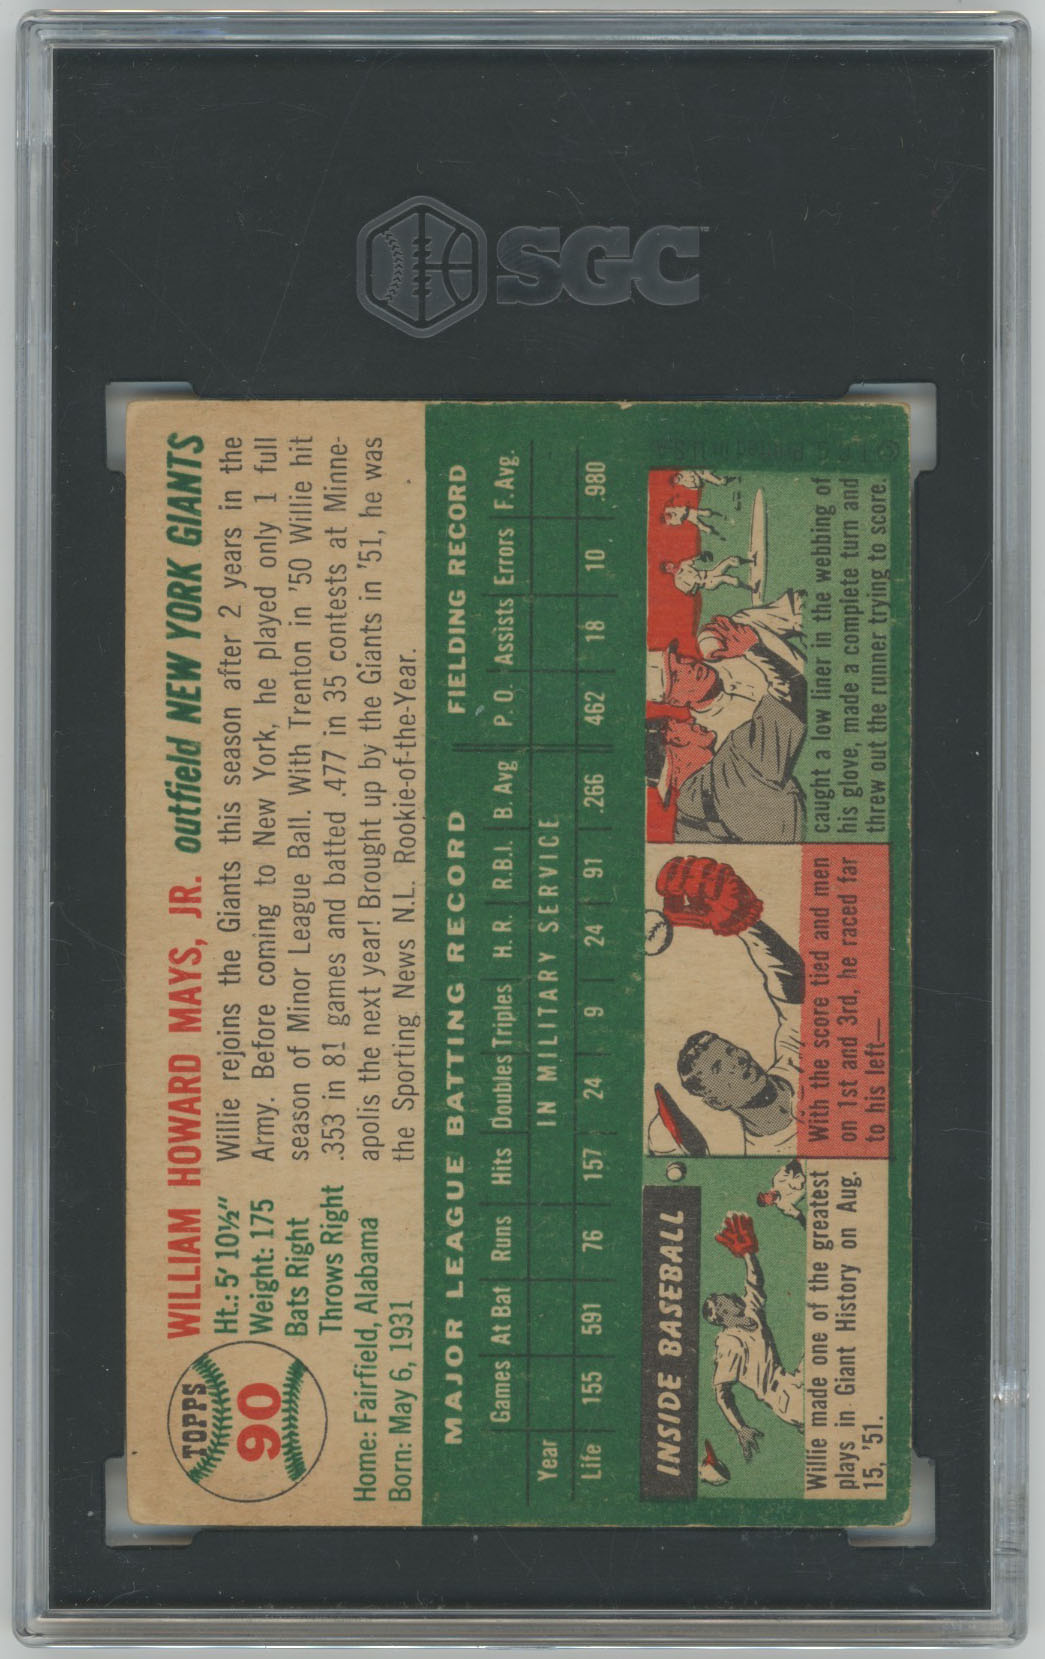 SGC
TOPPS
90
WILLIAM HOWARD MAYS, JR. outfield NEW YORK GIANTS
Ht.: 5' 10½"
Weight: 175
Bats Right
Throws Right
Home: Fairfield, Alabama
Born: May 6, 1931
Willie rejoins the Giants this season after 2 years in the
Army. Before coming to New York, he played only 1 full
season of Minor League Ball. With Trenton in '50 Willie hit
.353 in 81 games and batted .477 in 35 contests at Minne-
apolis the next year! Brought up by the Giants in '51, he was
the Sporting News N.L. Rookie-of-the-Year.
MAJOR LEAGUE BATTING RECORD FIELDING RECORD
Games At Bat Runs Hits Doubles Triples H. R. R.B.I. B. Avg P. O. Assists Errors F. Avg.
Year IN MILITARY SERVICE
Life 155 591 76 157 24 9 24 91 .266 462 18 10 .980
INSIDE BASEBALL
Willie made one of the greatest
plays in Giant History on Aug.
15, '51.
With the score tied and men
on 1st and 3rd, he raced far
to his left—
caught a low liner in the webbing of
his glove, made a complete turn and
threw out the runner trying to score.